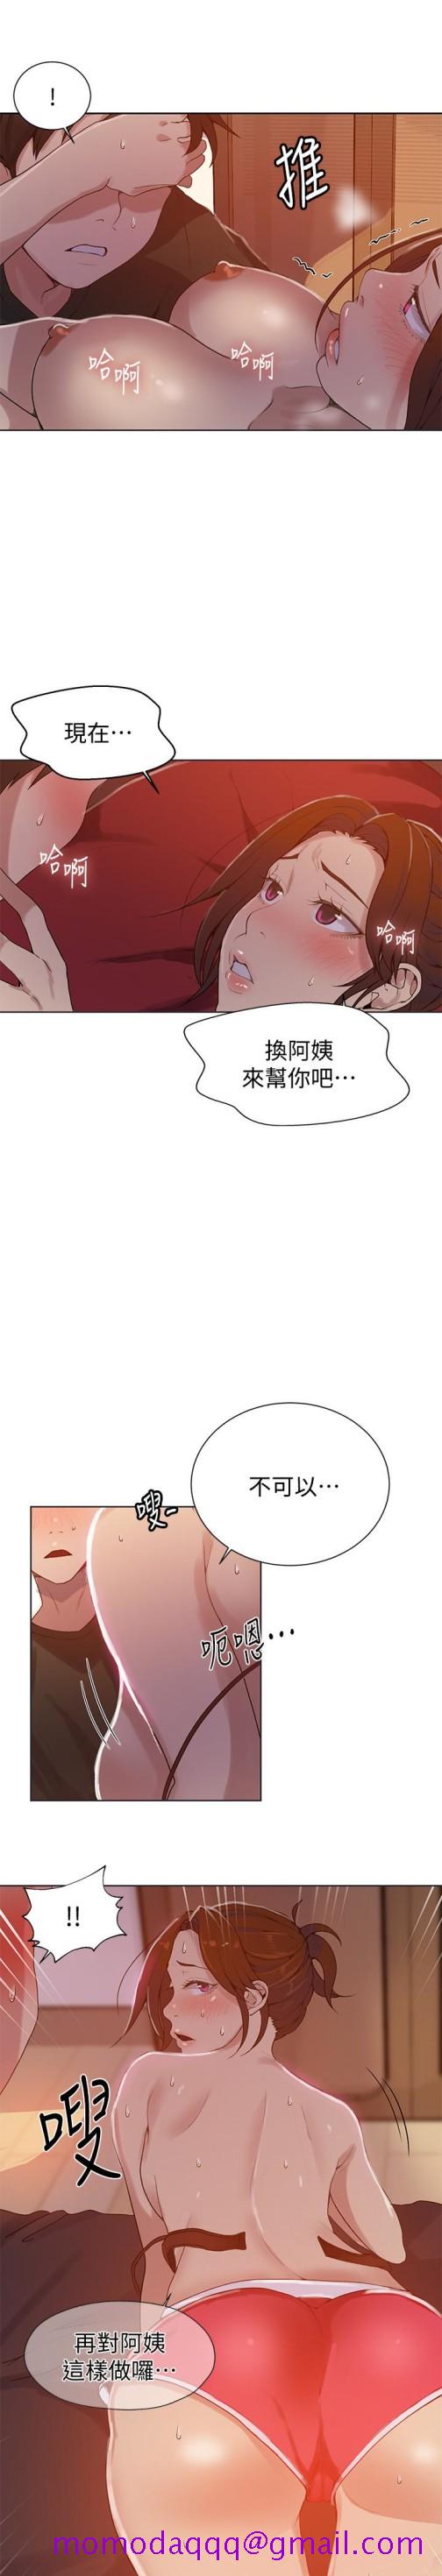 !
推
哈啊
哈啊
現在…
哈啊
哈啊
換阿姨
來幫你吧…
不可以…
嗖-
呃嗯…
!!
嗖
再對阿姨
這樣做囉…
momodaqqq@gmail.com